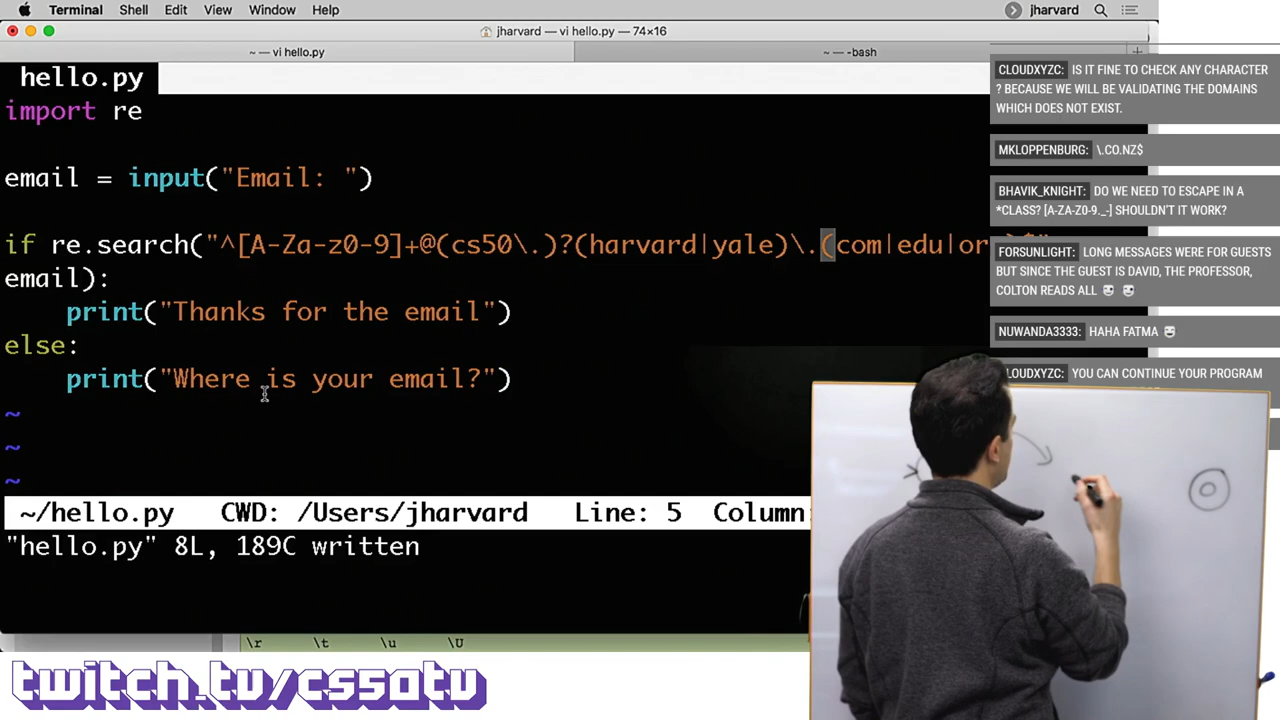 Terminal Shell Edit View Window Help jharvard
jharvard — vi hello.py — 74×16
~ — vi hello.py
~ — -bash
hello.py
import re
email = input("Email: ")
if re.search("^[A-Za-z0-9]+@(cs50\.)?(harvard|yale)\.(com|edu|or
email):
print("Thanks for the email")
else:
print("Where is your email?")
~
~
~
~/hello.py CWD: /Users/jharvard Line: 5 Column:
"hello.py" 8L, 189C written
\r \t \u \U
CLOUDXYZC: IS IT FINE TO CHECK ANY CHARACTER
? BECAUSE WE WILL BE VALIDATING THE DOMAINS
WHICH DOES NOT EXIST.
MKLOPPENBURG: \.CO.NZ$
BHAVIK_KNIGHT: DO WE NEED TO ESCAPE IN A
*CLASS? [A-ZA-Z0-9._-] SHOULDN'T IT WORK?
FORSUNLIGHT: LONG MESSAGES WERE FOR GUESTS
BUT SINCE THE GUEST IS DAVID, THE PROFESSOR,
COLTON READS ALL
NUWANDA3333: HAHA FATMA
CLOUDXYZC: YOU CAN CONTINUE YOUR PROGRAM
twitch.tv/cs50tv